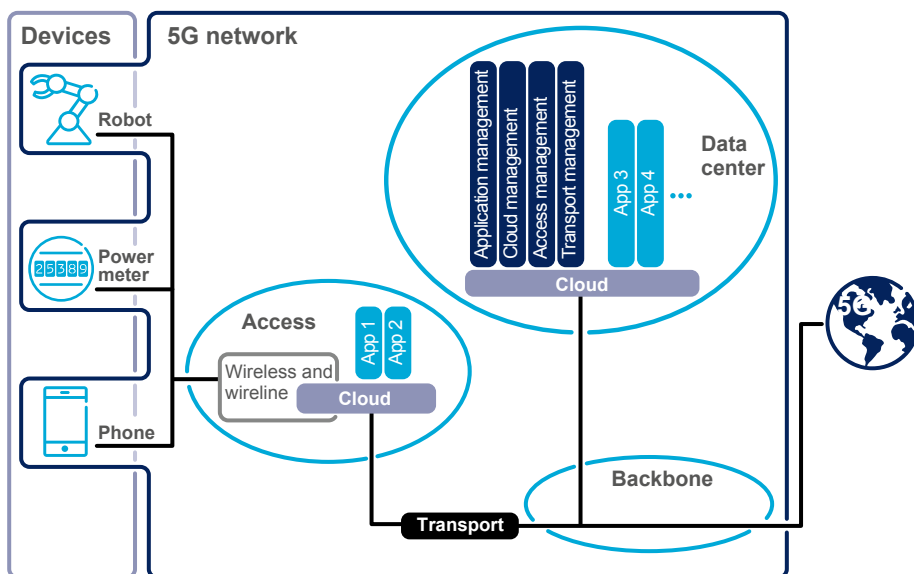 Devices
5G network
Robot
Power
meter
25389
Phone
Access
Wireless and
wireline
App 1
App 2
Cloud
Application management
Cloud management
Access management
Transport management
App 3
App 4
...
Data
center
Cloud
Transport
Backbone
5G